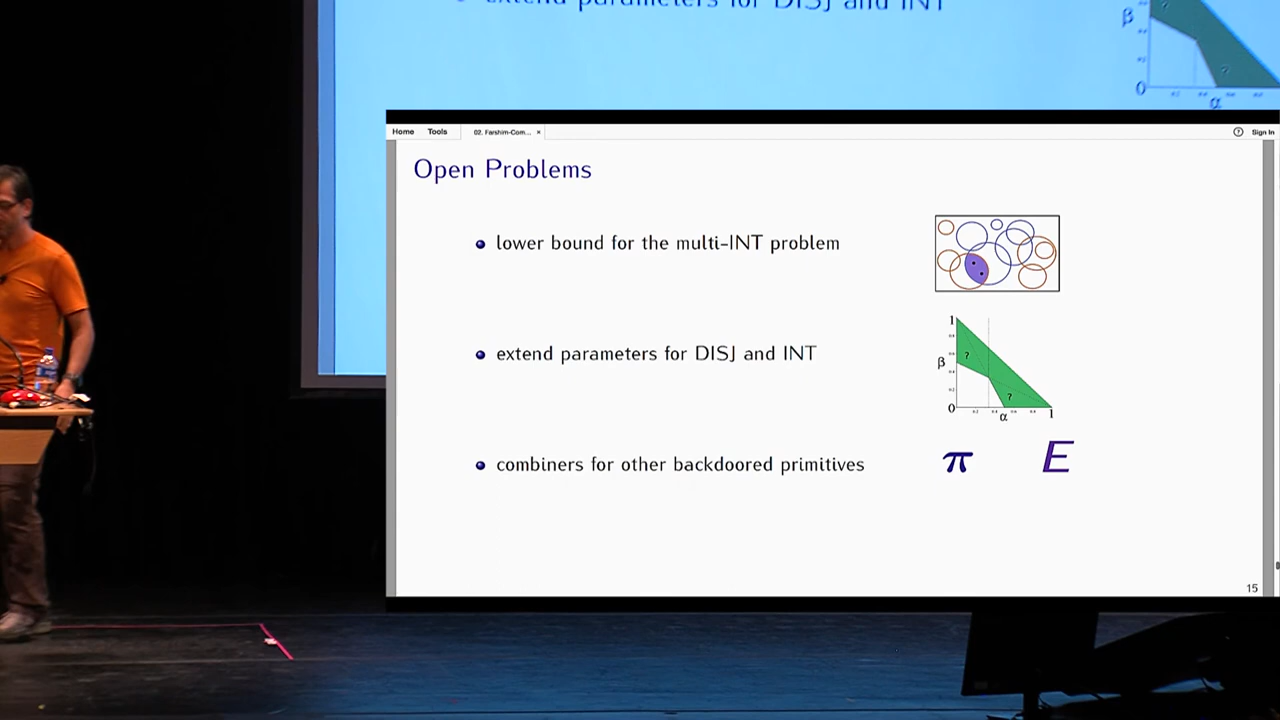 extend parameters for DISJ and INT
β
0
α
Home Tools 02. Farshim-Com... × ? Sign In
Open Problems
lower bound for the multi-INT problem
1
extend parameters for DISJ and INT
β
?
?
0
α
1
combiners for other backdoored primitives
π E
15